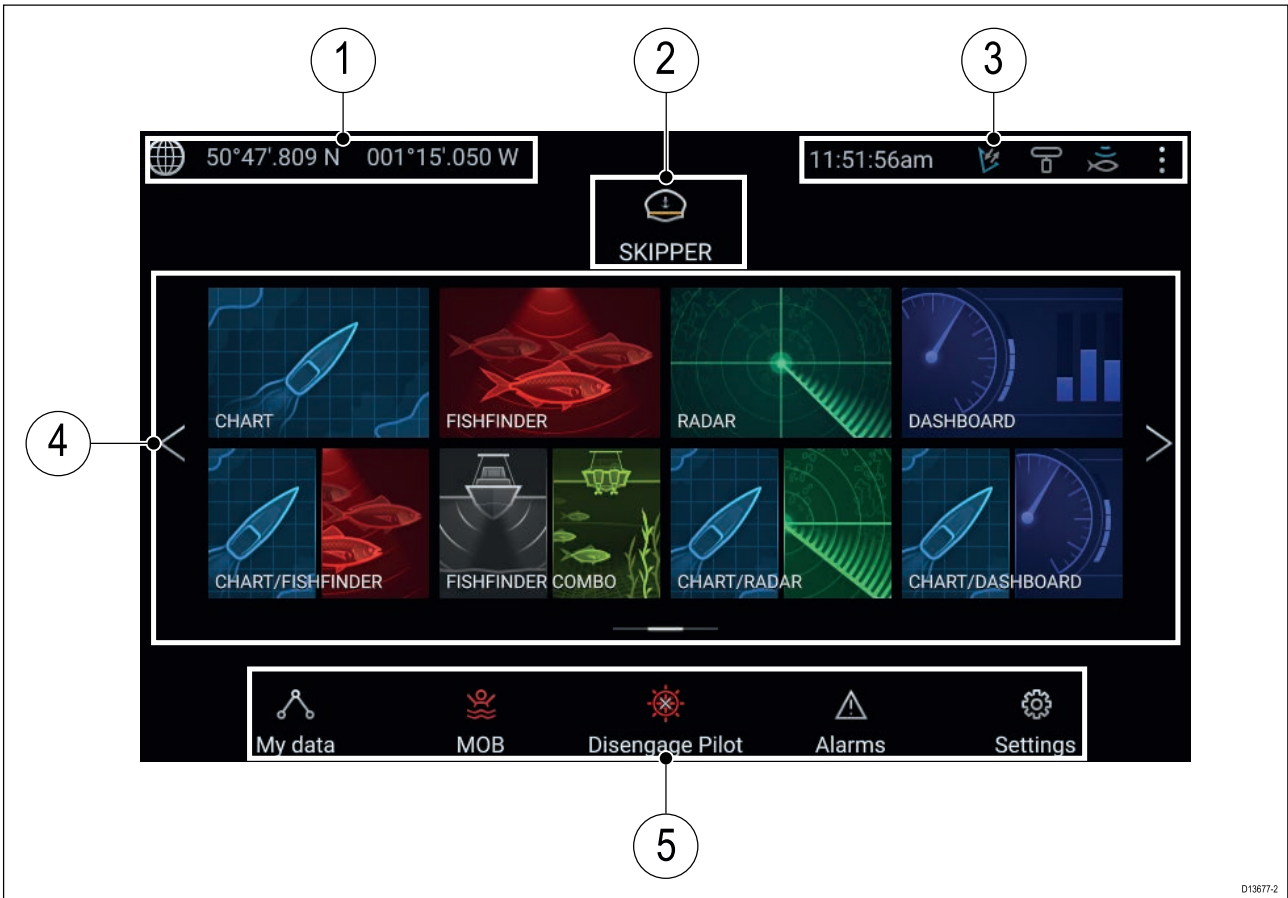 1 2 3
50°47'.809 N 001°15'.050 W 11:51:56am
SKIPPER
4
CHART FISHFINDER RADAR DASHBOARD
CHART/FISHFINDER FISHFINDER COMBO CHART/RADAR CHART/DASHBOARD
My data MOB Disengage Pilot Alarms Settings
5
D13677-2